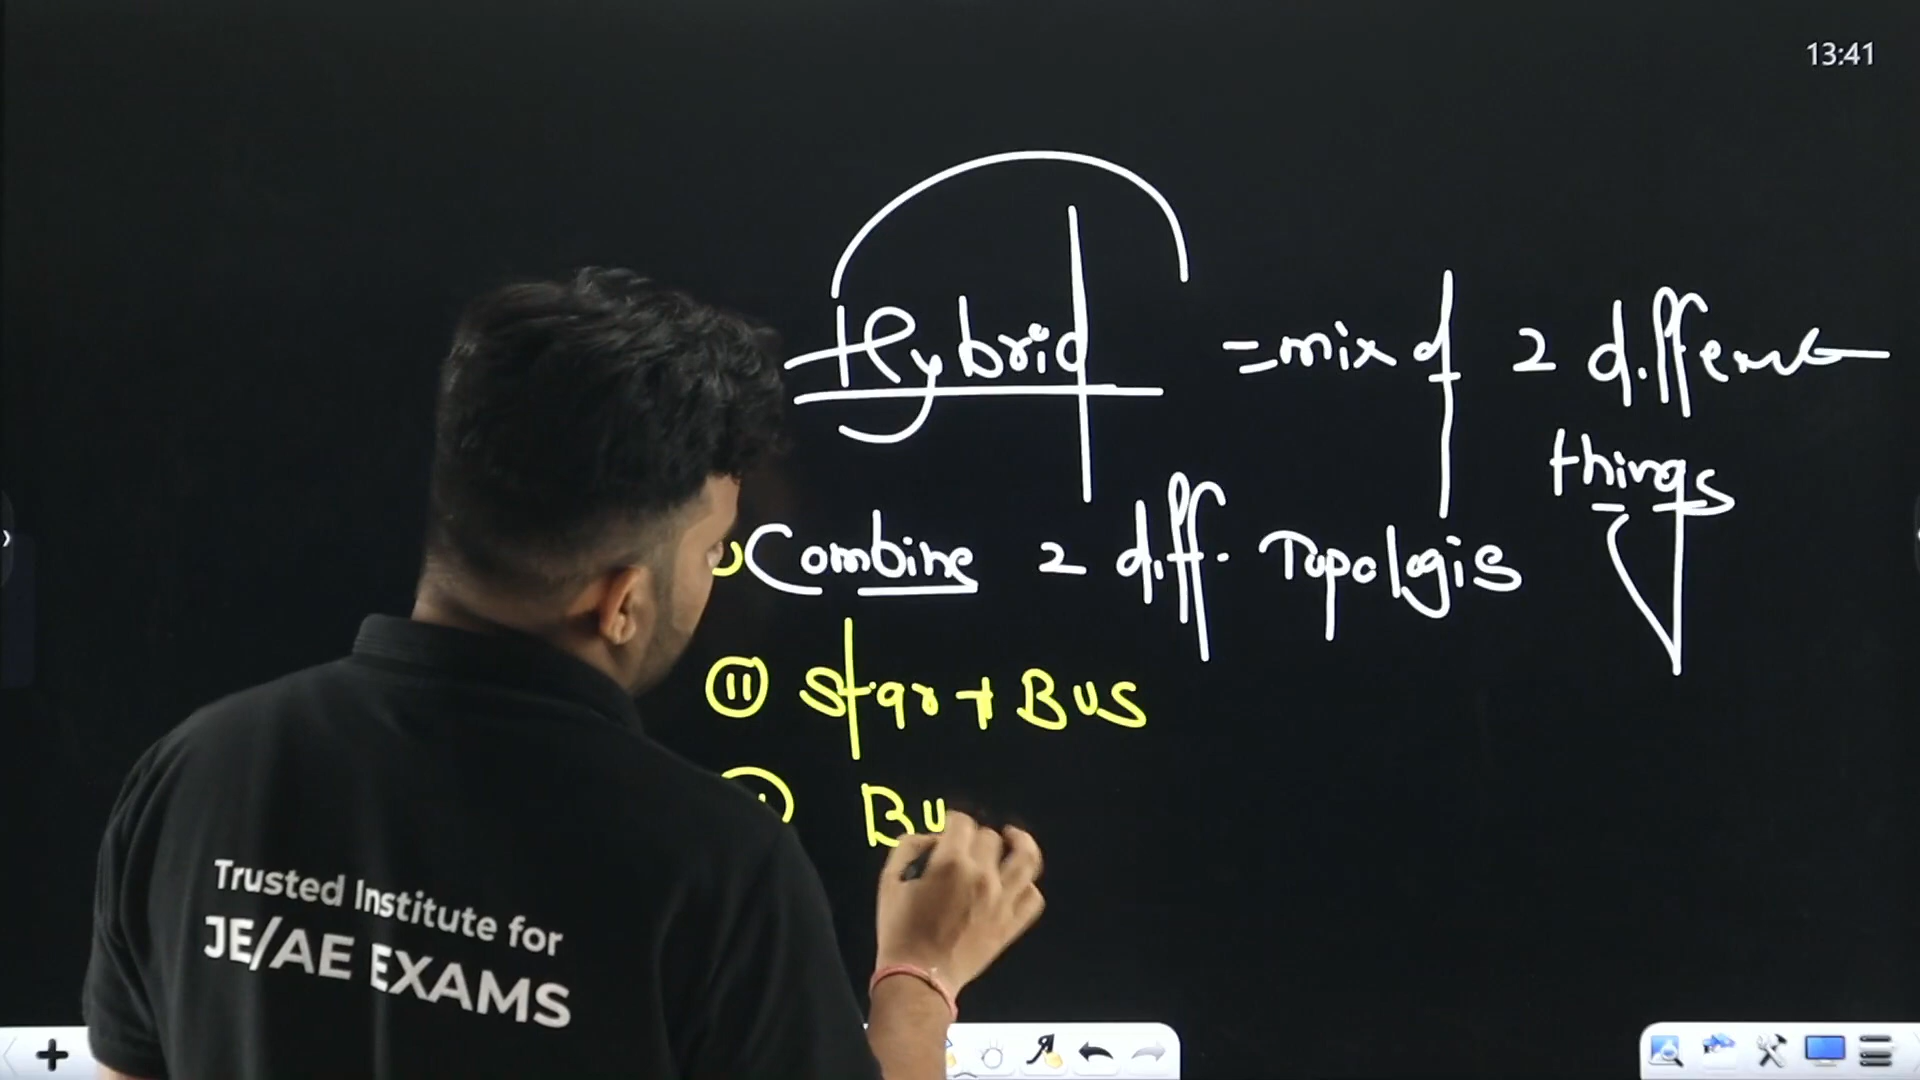 13:41
Hybrid = mix of 2 different
things
Combine 2 diff. Topologis
(II) Star + BUS
BU
Trusted Institute for
JE/AE EXAMS